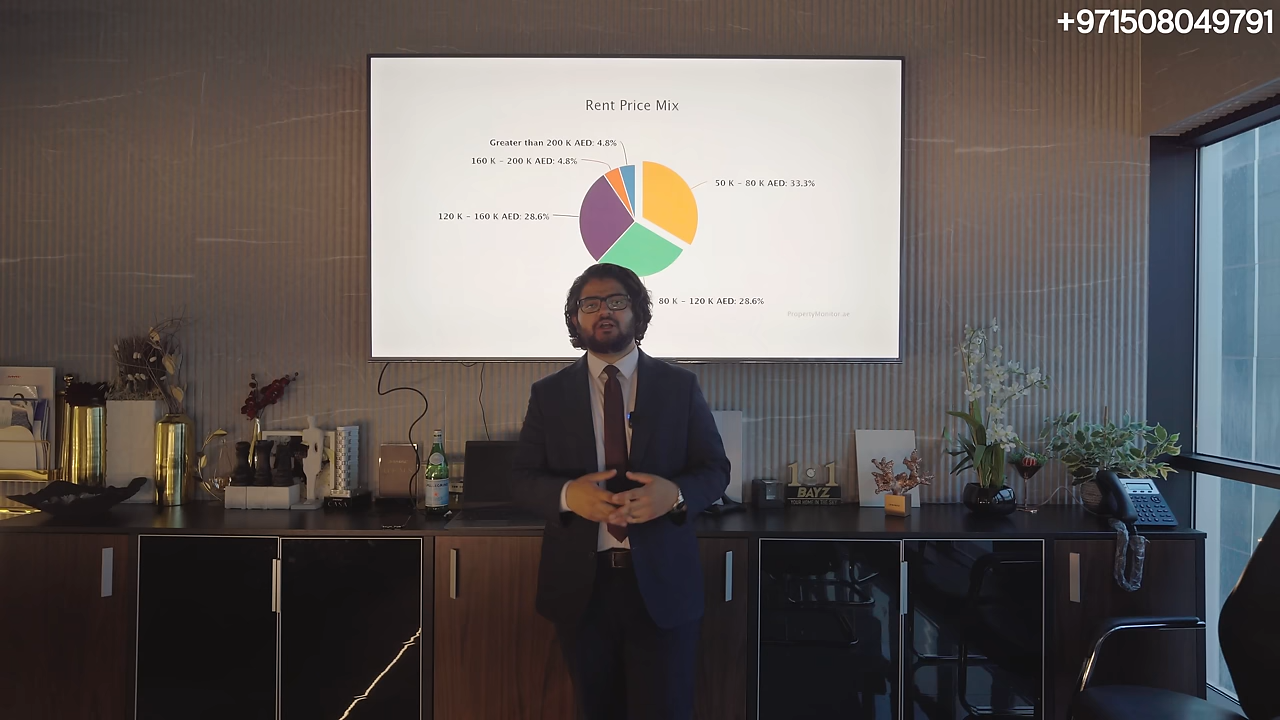 +971508049791
Rent Price Mix
Greater than 200 K AED: 4.8%
160 K - 200 K AED: 4.8%
50 K - 80 K AED: 33.3%
120 K - 160 K AED: 28.6%
80 K - 120 K AED: 28.6%
PropertyMonitor.ae
101
BAYZ